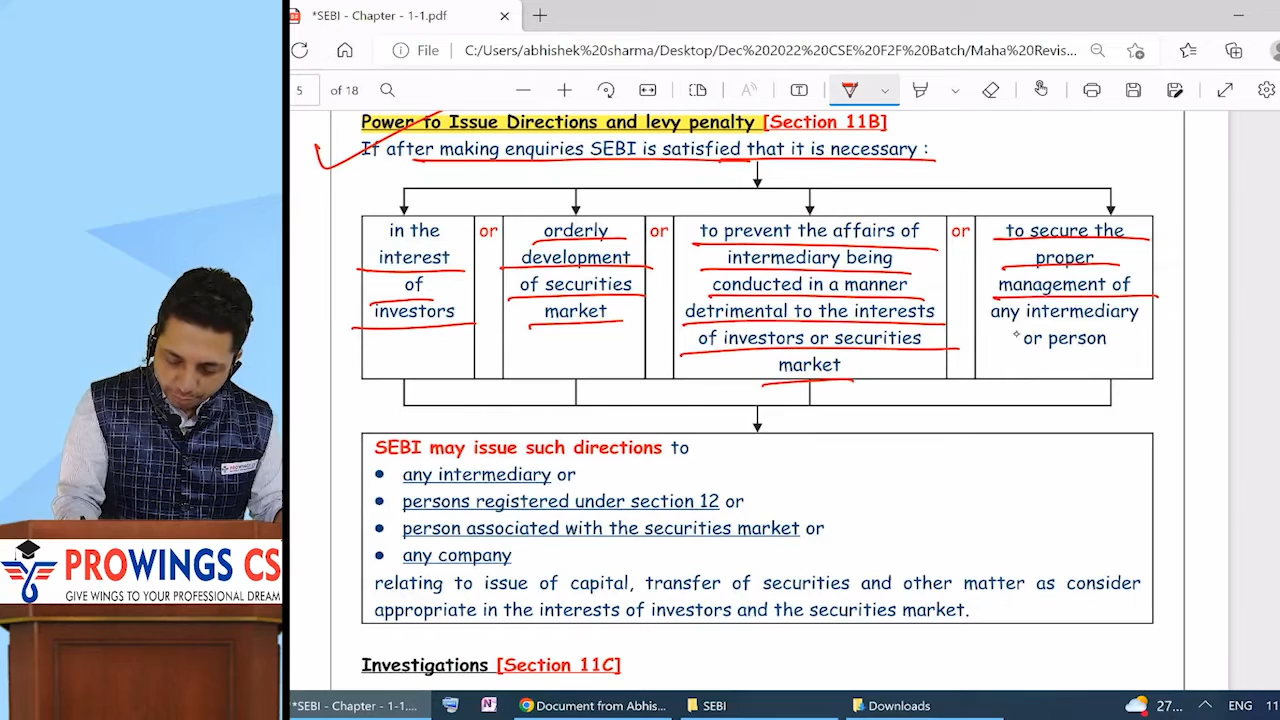 *SEBI - Chapter - 1-1.pdf
File
C:/Users/abhishek%20sharma/Desktop/Dec%202022%20CSE%20F2F%20Batch/Maha%20Revis...
5 of 18
Power to Issue Directions and levy penalty [Section 11B]
If after making enquiries SEBI is satisfied that it is necessary :
in the
interest
of
investors
or
orderly
development
of securities
market
or
to prevent the affairs of
intermediary being
conducted in a manner
detrimental to the interests
of investors or securities
market
or
to secure the
proper
management of
any intermediary
or person
SEBI may issue such directions to
• any intermediary or
• persons registered under section 12 or
• person associated with the securities market or
• any company
relating to issue of capital, transfer of securities and other matter as consider
appropriate in the interests of investors and the securities market.
Investigations [Section 11C]
PROWINGS CS
PROWINGS CS
GIVE WINGS TO YOUR PROFESSIONAL DREAM
*SEBI - Chapter - 1-1....
Document from Abhis...
SEBI
Downloads
27...
ENG
11